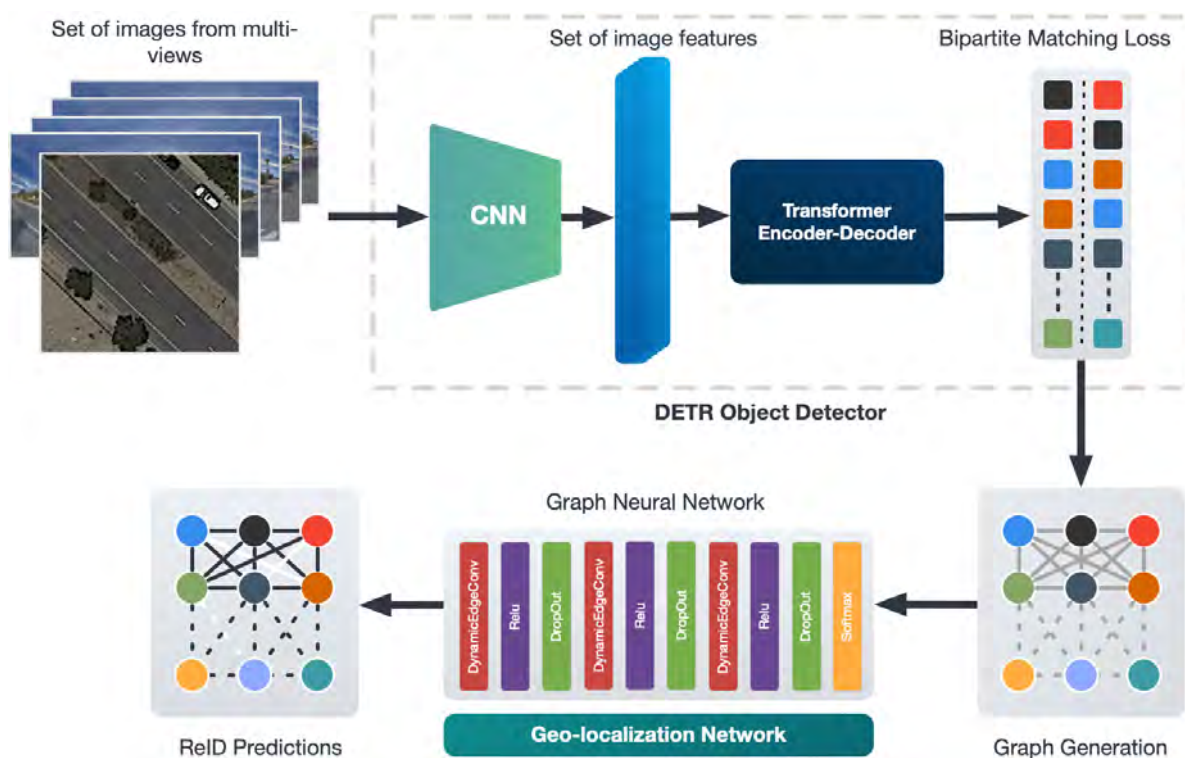 Set of images from multi-
views
Set of image features
Bipartite Matching Loss
CNN
Transformer
Encoder-Decoder
DETR Object Detector
Graph Neural Network
DynamicEdgeConv
Relu
DropOut
DynamicEdgeConv
Relu
DropOut
DynamicEdgeConv
Relu
DropOut
Softmax
ReID Predictions
Geo-localization Network
Graph Generation